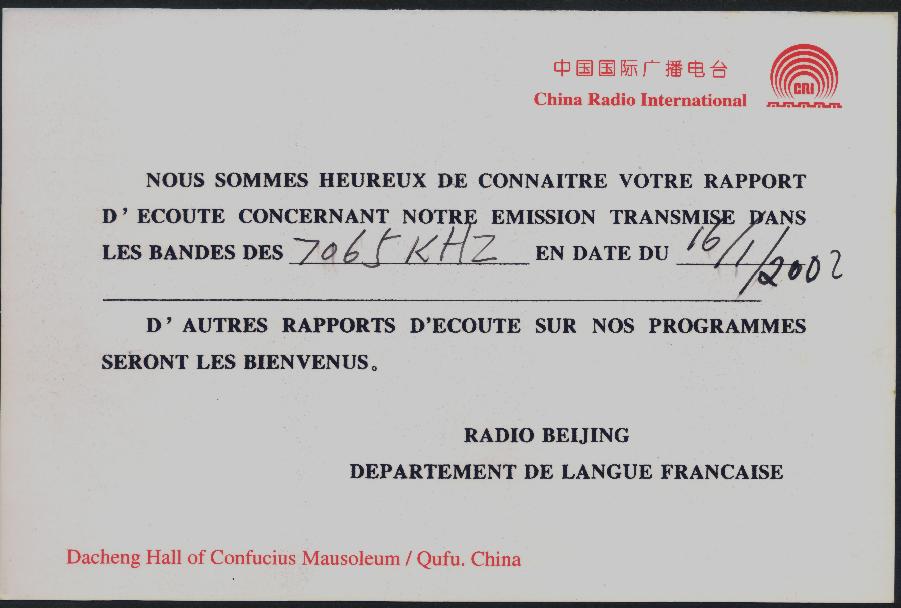 中国国际广播电台
China Radio International
CRI
NOUS SOMMES HEUREUX DE CONNAITRE VOTRE RAPPORT
D' ECOUTE CONCERNANT NOTRE EMISSION TRANSMISE DANS
LES BANDES DES 7065 KHZ EN DATE DU 16/1/2002
D' AUTRES RAPPORTS D'ECOUTE SUR NOS PROGRAMMES
SERONT LES BIENVENUS。
RADIO BEIJING
DEPARTEMENT DE LANGUE FRANCAISE
Dacheng Hall of Confucius Mausoleum / Qufu. China